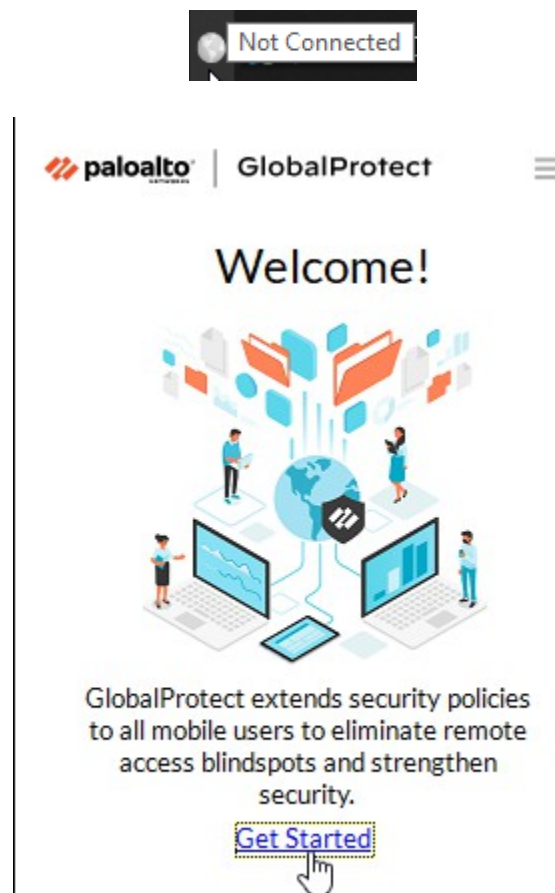 Not Connected
paloalto | GlobalProtect
NETWORKS
Welcome!
GlobalProtect extends security policies
to all mobile users to eliminate remote
access blindspots and strengthen
security.
Get Started